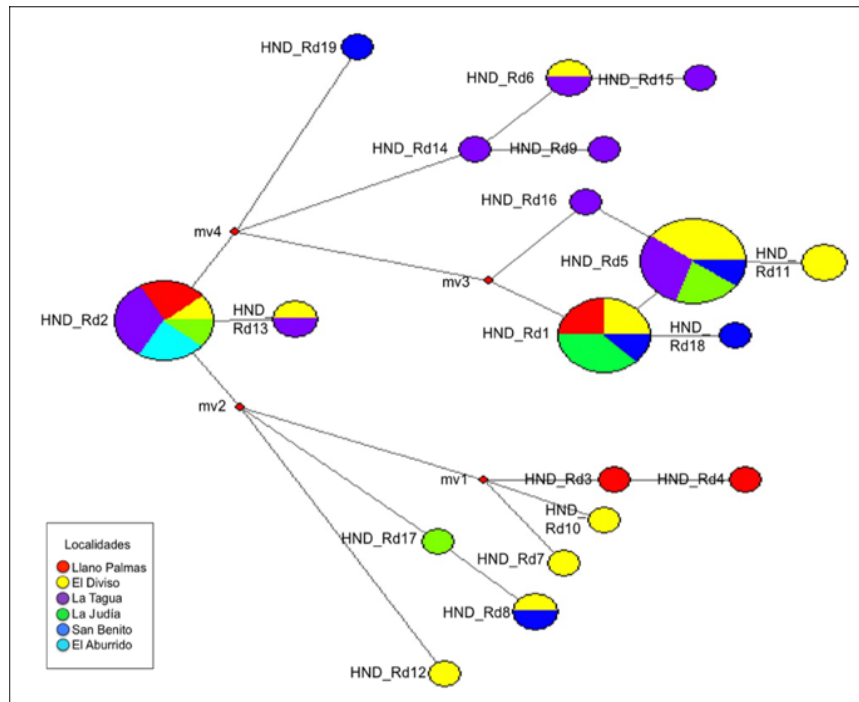 HND_Rd19
HND_Rd6
HND_Rd15
HND_Rd14
HND_Rd9
HND_Rd16
mv4
HND_Rd5
HND_
Rd11
mv3
HND_Rd2
HND_
Rd13
HND_Rd1
HND_
Rd18
mv2
mv1
HND_Rd3
HND_Rd4
HND_
Rd10
HND_Rd17
HND_Rd7
HND_Rd8
HND_Rd12
Localidades
Llano Palmas
El Diviso
La Tagua
La Judía
San Benito
El Aburrido